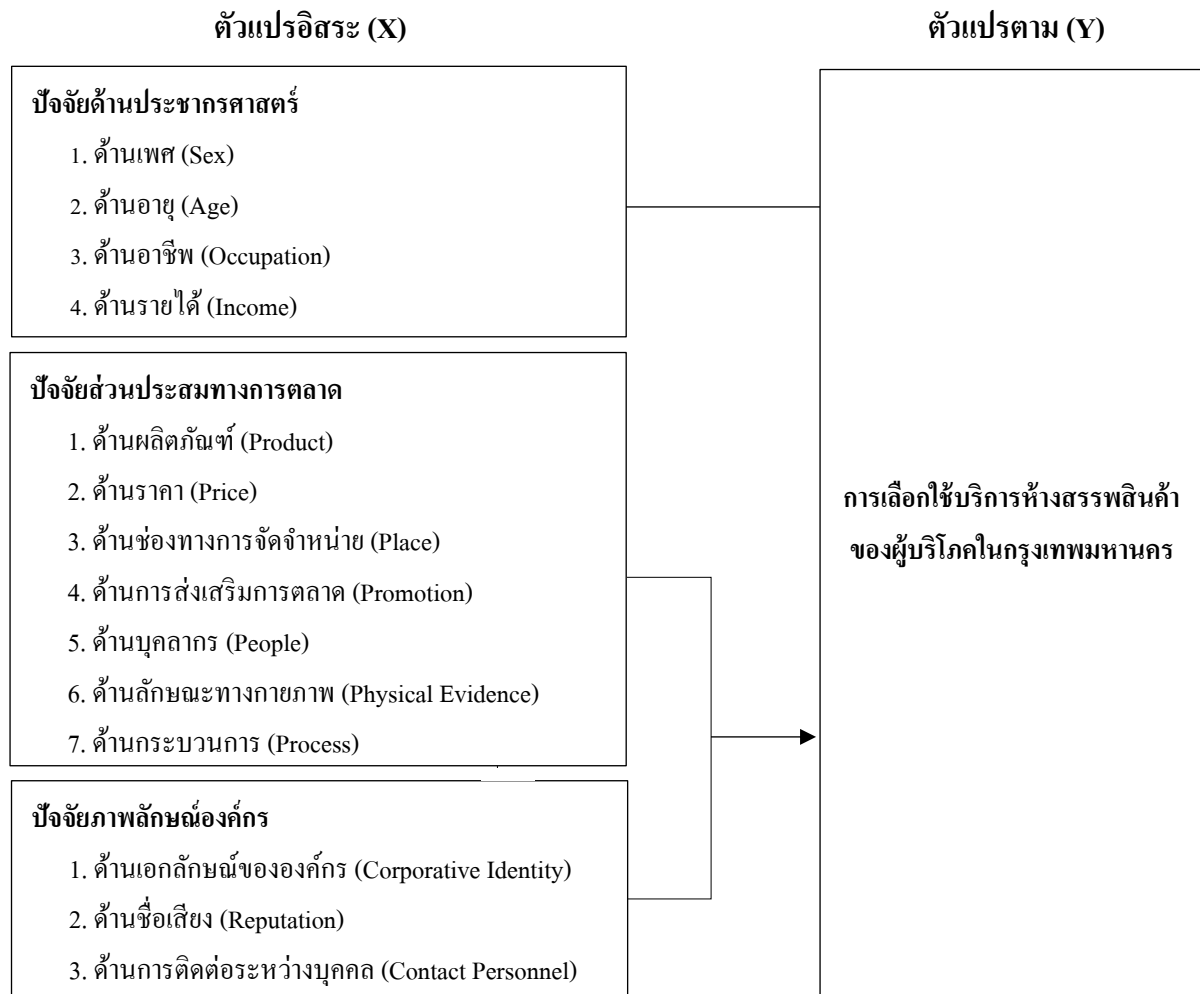 ตัวแปรอิสระ (X)
ตัวแปรตาม (Y)
ปัจจัยด้านประชากรศาสตร์
1. ด้านเพศ (Sex)
2. ด้านอายุ (Age)
3. ด้านอาชีพ (Occupation)
4. ด้านรายได้ (Income)
ปัจจัยส่วนประสมทางการตลาด
1. ด้านผลิตภัณฑ์ (Product)
2. ด้านราคา (Price)
3. ด้านช่องทางการจัดจำหน่าย (Place)
4. ด้านการส่งเสริมการตลาด (Promotion)
5. ด้านบุคลากร (People)
6. ด้านลักษณะทางกายภาพ (Physical Evidence)
7. ด้านกระบวนการ (Process)
ปัจจัยภาพลักษณ์องค์กร
1. ด้านเอกลักษณ์ขององค์กร (Corporative Identity)
2. ด้านชื่อเสียง (Reputation)
3. ด้านการติดต่อระหว่างบุคคล (Contact Personnel)
การเลือกใช้บริการห้างสรรพสินค้า
ของผู้บริโภคในกรุงเทพมหานคร